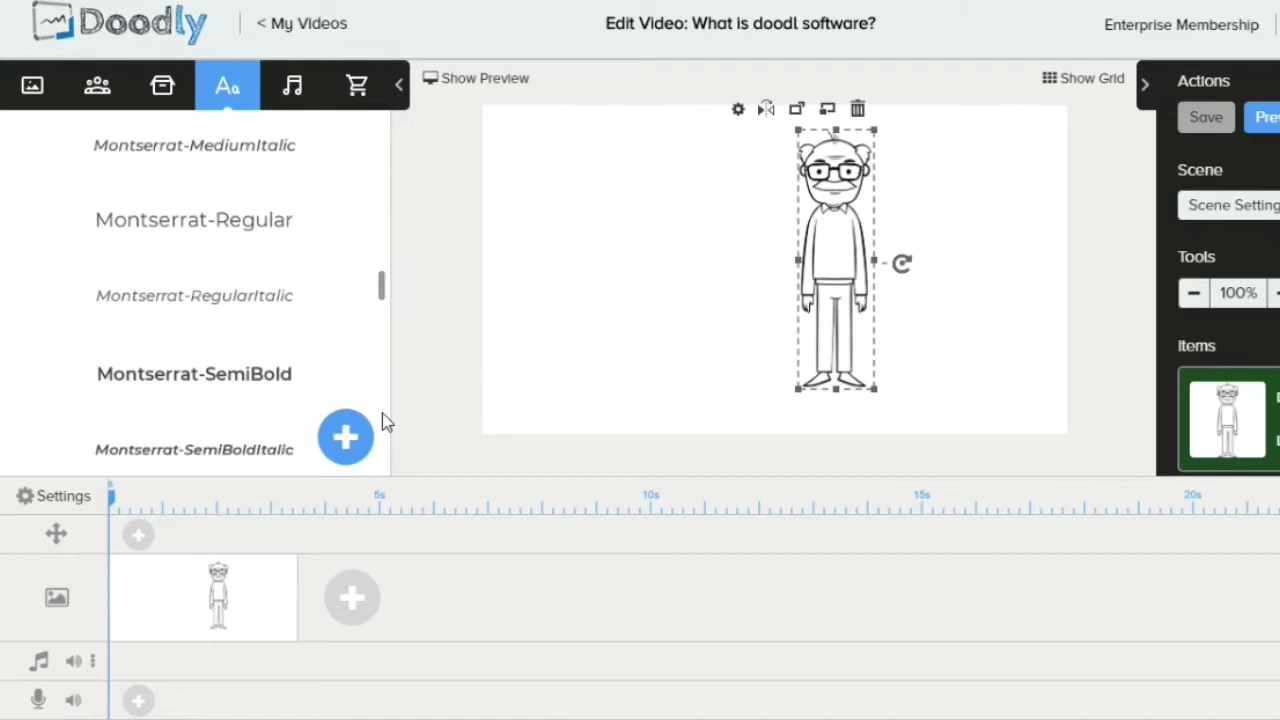 Doodly
< My Videos
Edit Video: What is doodl software?
Enterprise Membership
Aa
Show Preview
Show Grid
Actions
Save
Pre
Scene
Scene Setting
Tools
100%
Items
Montserrat-MediumItalic
Montserrat-Regular
Montserrat-RegularItalic
Montserrat-SemiBold
Montserrat-SemiBoldItalic
Settings
s
5s
10s
15s
20s